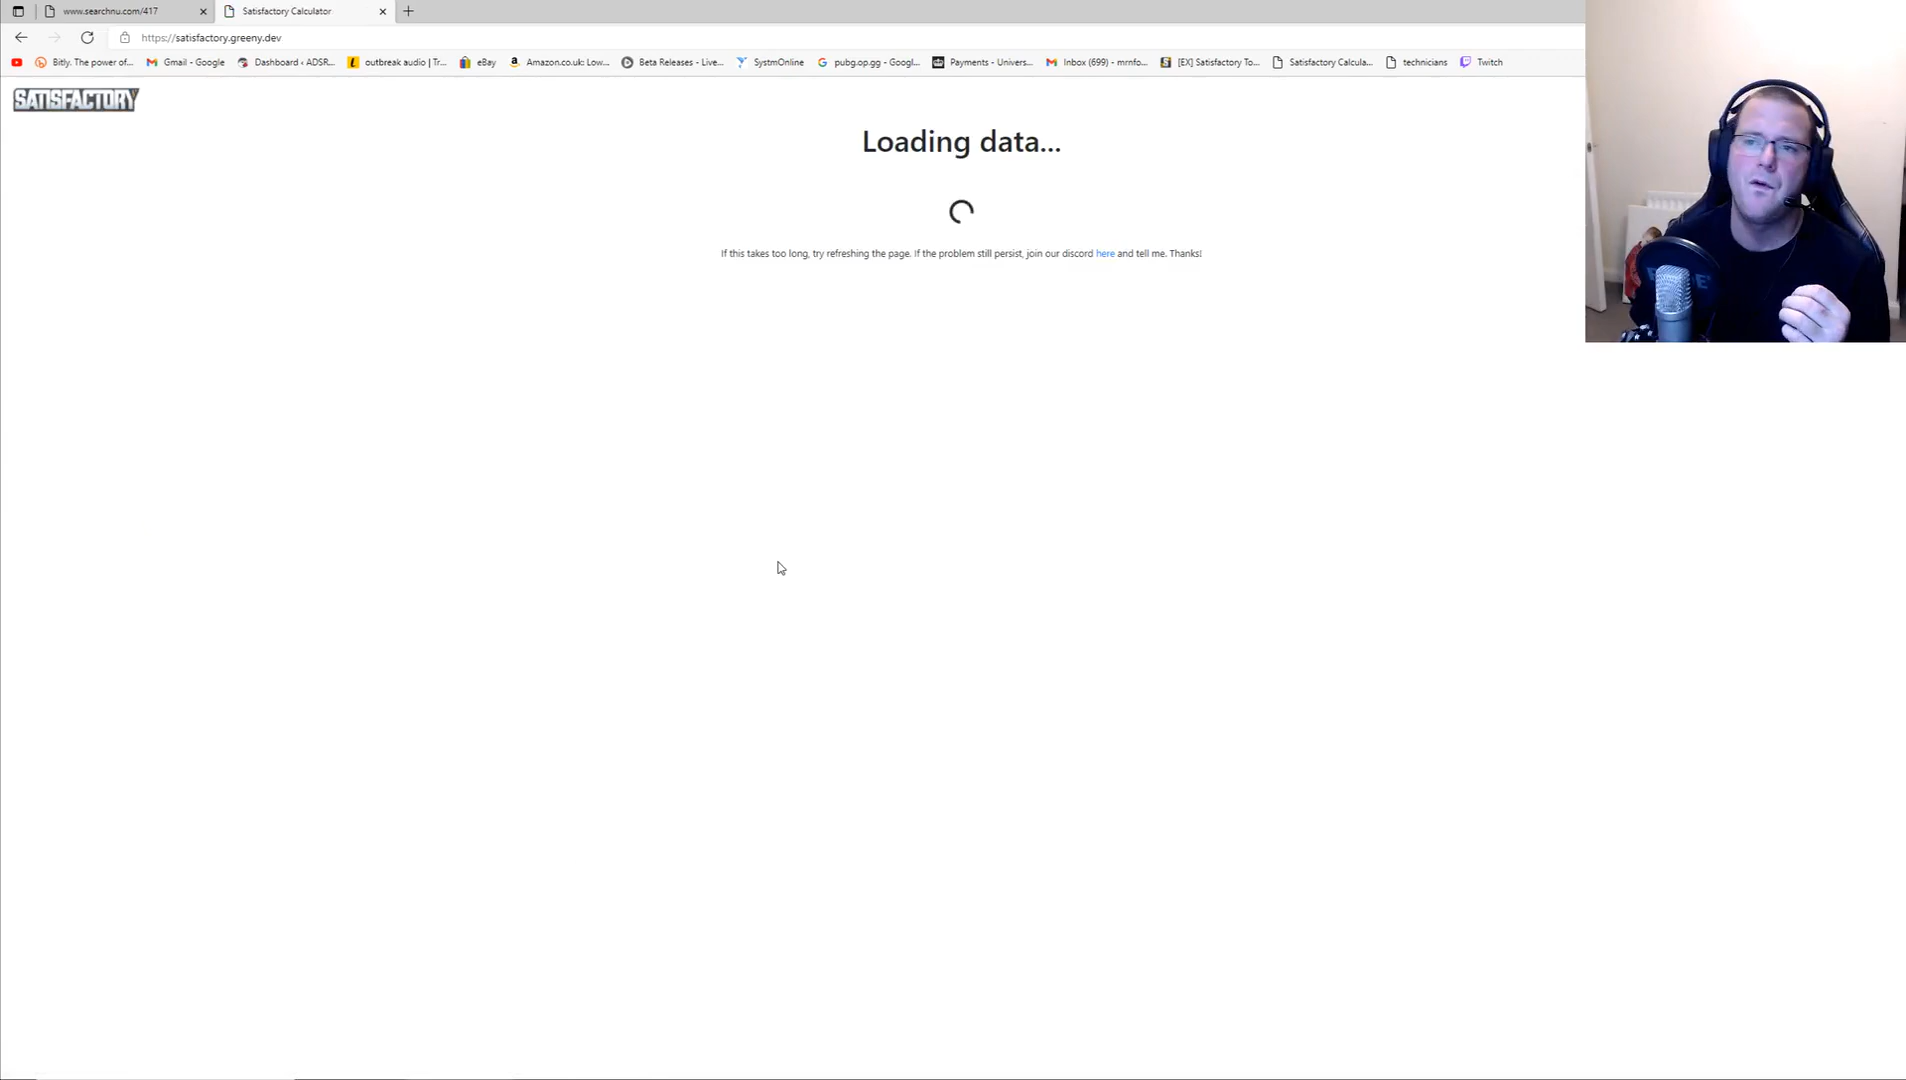 www.searchnu.com/417
Satisfactory Calculator
https://satisfactory.greeny.dev
Bitly. The power of...
Gmail - Google
Dashboard ‹ ADSR...
outbreak audio | Tr...
eBay
Amazon.co.uk: Low...
Beta Releases - Live...
SystmOnline
pubg.op.gg - Googl...
Payments - Univers...
Inbox (699) - mrnfo...
[EX] Satisfactory To...
Satisfactory Calcula...
technicians
Twitch
SATISFACTORY
Loading data...
If this takes too long, try refreshing the page. If the problem still persist, join our discord here and tell me. Thanks!